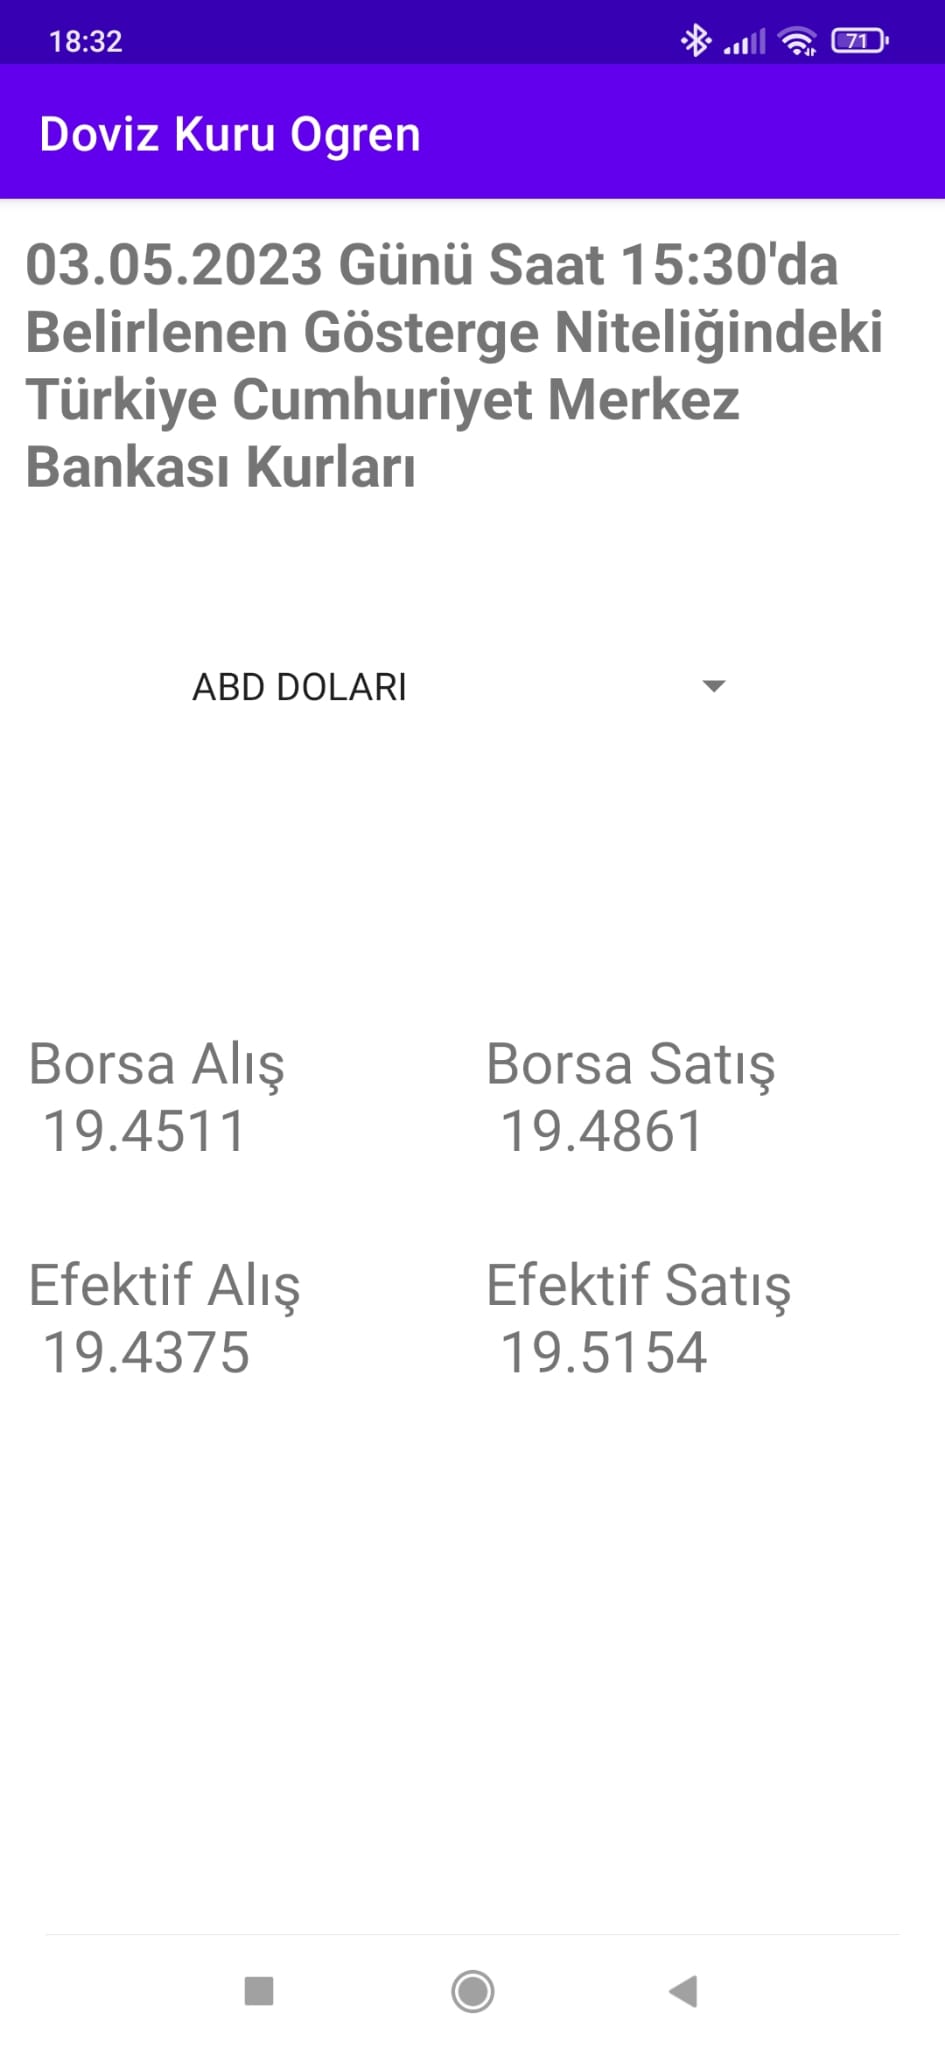 18:32
71
Doviz Kuru Ogren
03.05.2023 Günü Saat 15:30'da
Belirlenen Gösterge Niteliğindeki
Türkiye Cumhuriyet Merkez
Bankası Kurları
ABD DOLARI
Borsa Alış
19.4511
Borsa Satış
19.4861
Efektif Alış
19.4375
Efektif Satış
19.5154